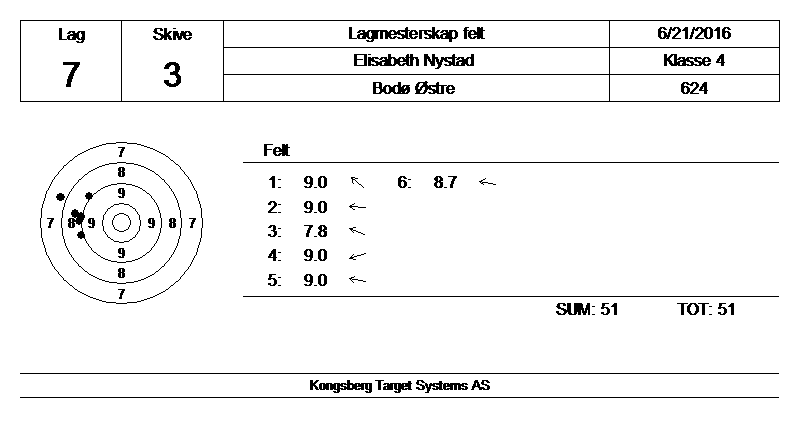 Lag Skive Lagmesterskap felt 6/21/2016
7 3 Elisabeth Nystad Klasse 4
Bodø Østre 624
Felt
1: 9.0 6: 8.7
2: 9.0
3: 7.8
4: 9.0
5: 9.0
7
8
9
7 8 9 9 8 7
9
8
7
SUM: 51 TOT: 51
Kongsberg Target Systems AS